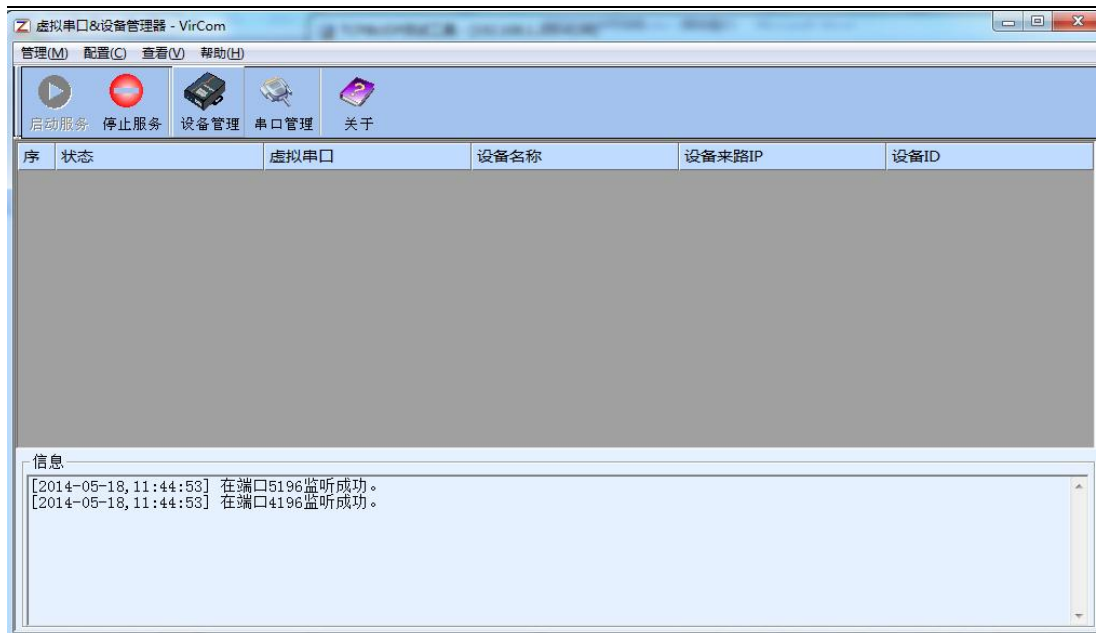 虚拟串口&设备管理器 - VirCom
管理(M) 配置(C) 查看(V) 帮助(H)
启动服务 停止服务 设备管理 串口管理 关于
序 状态 虚拟串口 设备名称 设备来路IP 设备ID
信息
[2014-05-18,11:44:53] 在端口5196监听成功。
[2014-05-18,11:44:53] 在端口4196监听成功。